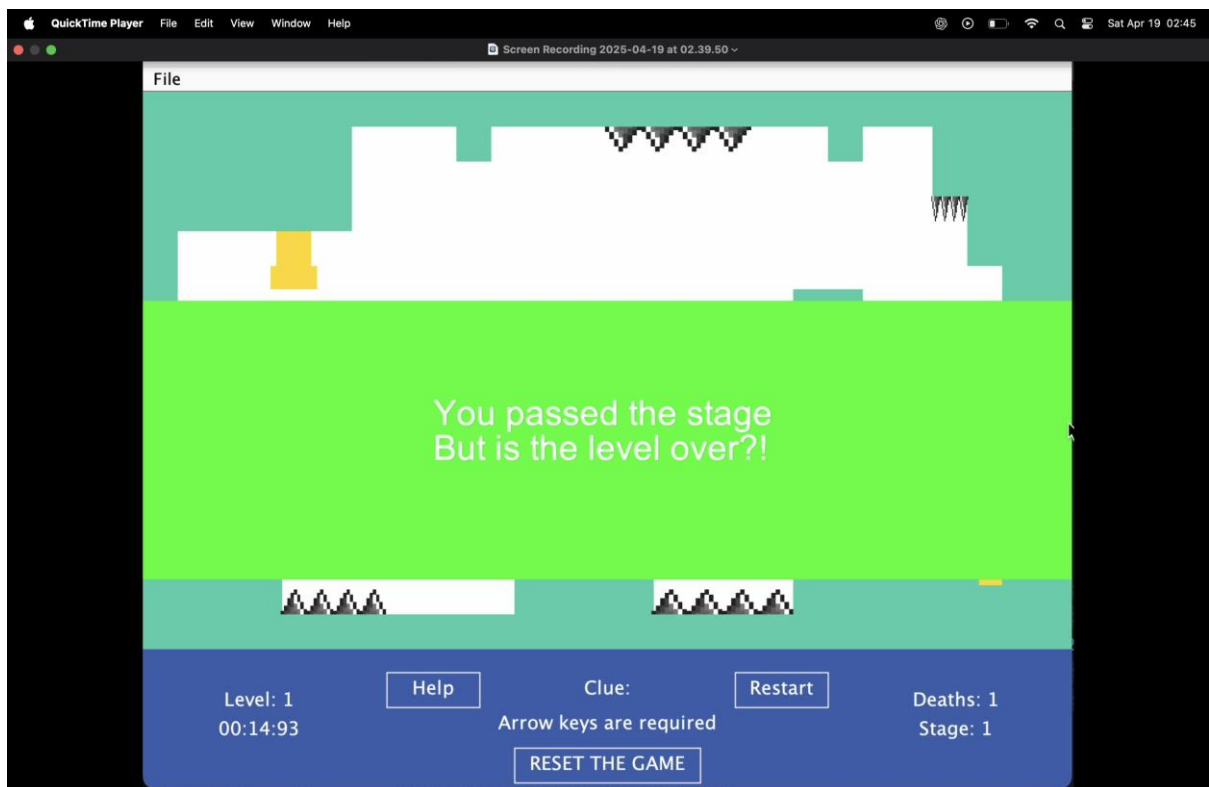 QuickTime Player File Edit View Window Help Sat Apr 19 02:45
Screen Recording 2025-04-19 at 02.39.50
File
You passed the stage
But is the level over?!
Help Clue: Restart
Level: 1 Deaths: 1
00:14:93 Arrow keys are required Stage: 1
RESET THE GAME